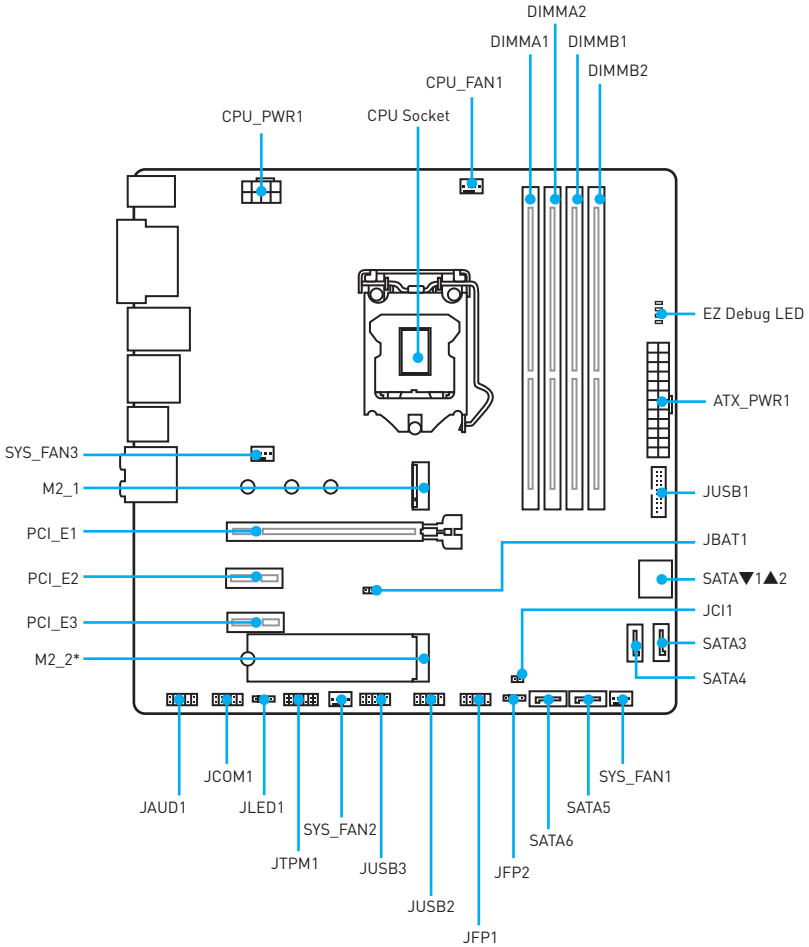 DIMMA2
DIMMA1
DIMMB1
DIMMB2
CPU_FAN1
CPU_PWR1
CPU Socket
EZ Debug LED
ATX_PWR1
SYS_FAN3
M2_1
JUSB1
PCI_E1
JBAT1
PCI_E2
SATA▼1▲2
JCI1
PCI_E3
SATA3
M2_2*
SATA4
JCOM1
SYS_FAN1
JAUD1
JLED1
SATA5
SYS_FAN2
SATA6
JTPM1
JUSB3
JFP2
JUSB2
JFP1